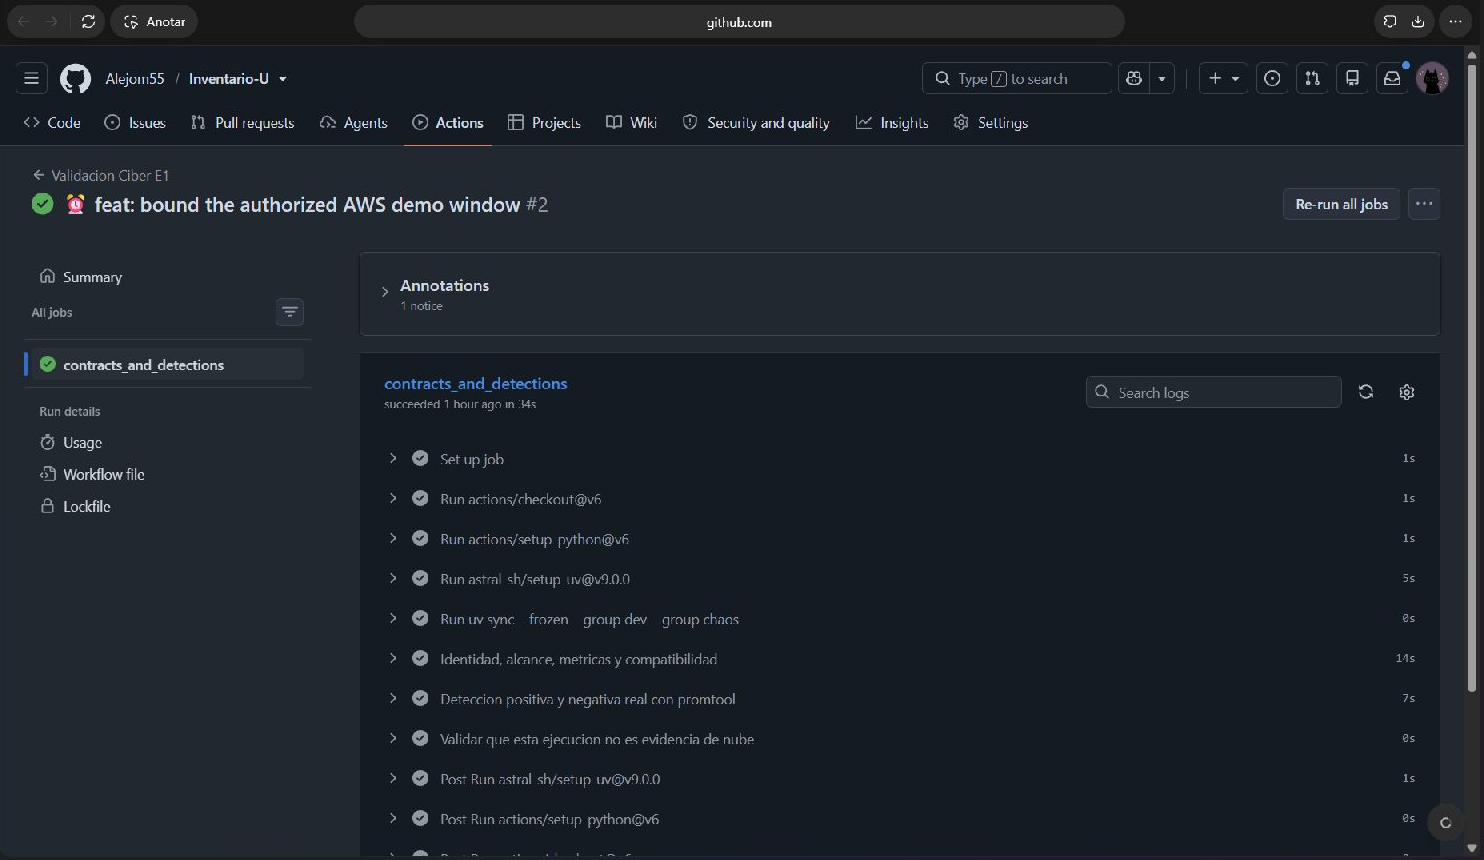 Anotar
github.com
Alejom55 / Inventario-U
Type / to search
Code
Issues
Pull requests
Agents
Actions
Projects
Wiki
Security and quality
Insights
Settings
Validacion Ciber E1
feat: bound the authorized AWS demo window #2
Re-run all jobs
Summary
All jobs
contracts_and_detections
Run details
Usage
Workflow file
Lockfile
Annotations
1 notice
contracts_and_detections
succeeded 1 hour ago in 34s
Search logs
Set up job 1s
Run actions/checkout@v6 1s
Run actions/setup-python@v6 1s
Run astral-sh/setup-uv@v9.0.0 5s
Run uv sync --frozen --group dev --group chaos 0s
Identidad, alcance, metricas y compatibilidad 14s
Deteccion positiva y negativa real con promtool 7s
Validar que esta ejecucion no es evidencia de nube 0s
Post Run astral-sh/setup-uv@v9.0.0 1s
Post Run actions/setup-python@v6 0s